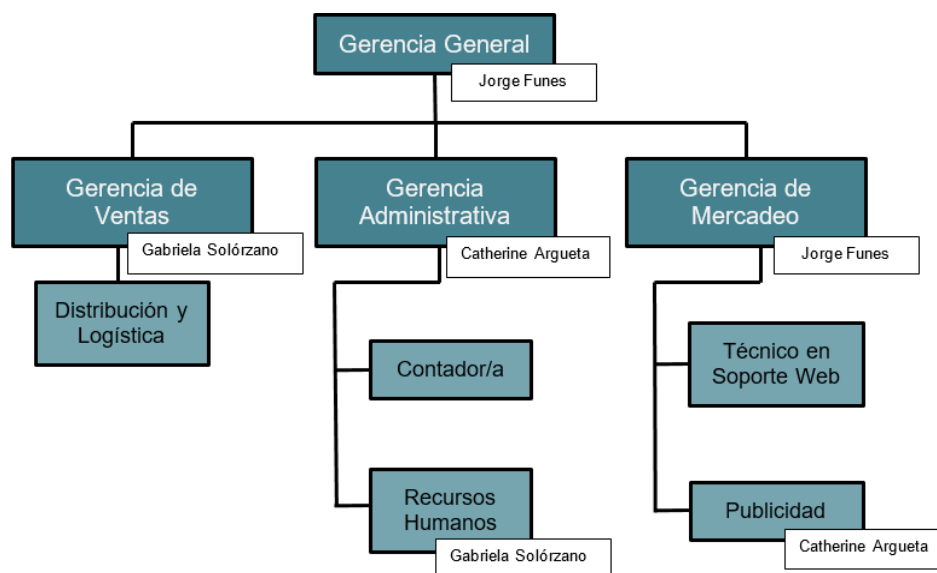 Gerencia General
Jorge Funes
Gerencia de
Ventas
Gabriela Solórzano
Gerencia
Administrativa
Catherine Argueta
Gerencia de
Mercadeo
Jorge Funes
Distribución y
Logística
Contador/a
Recursos
Humanos
Gabriela Solórzano
Técnico en
Soporte Web
Publicidad
Catherine Argueta